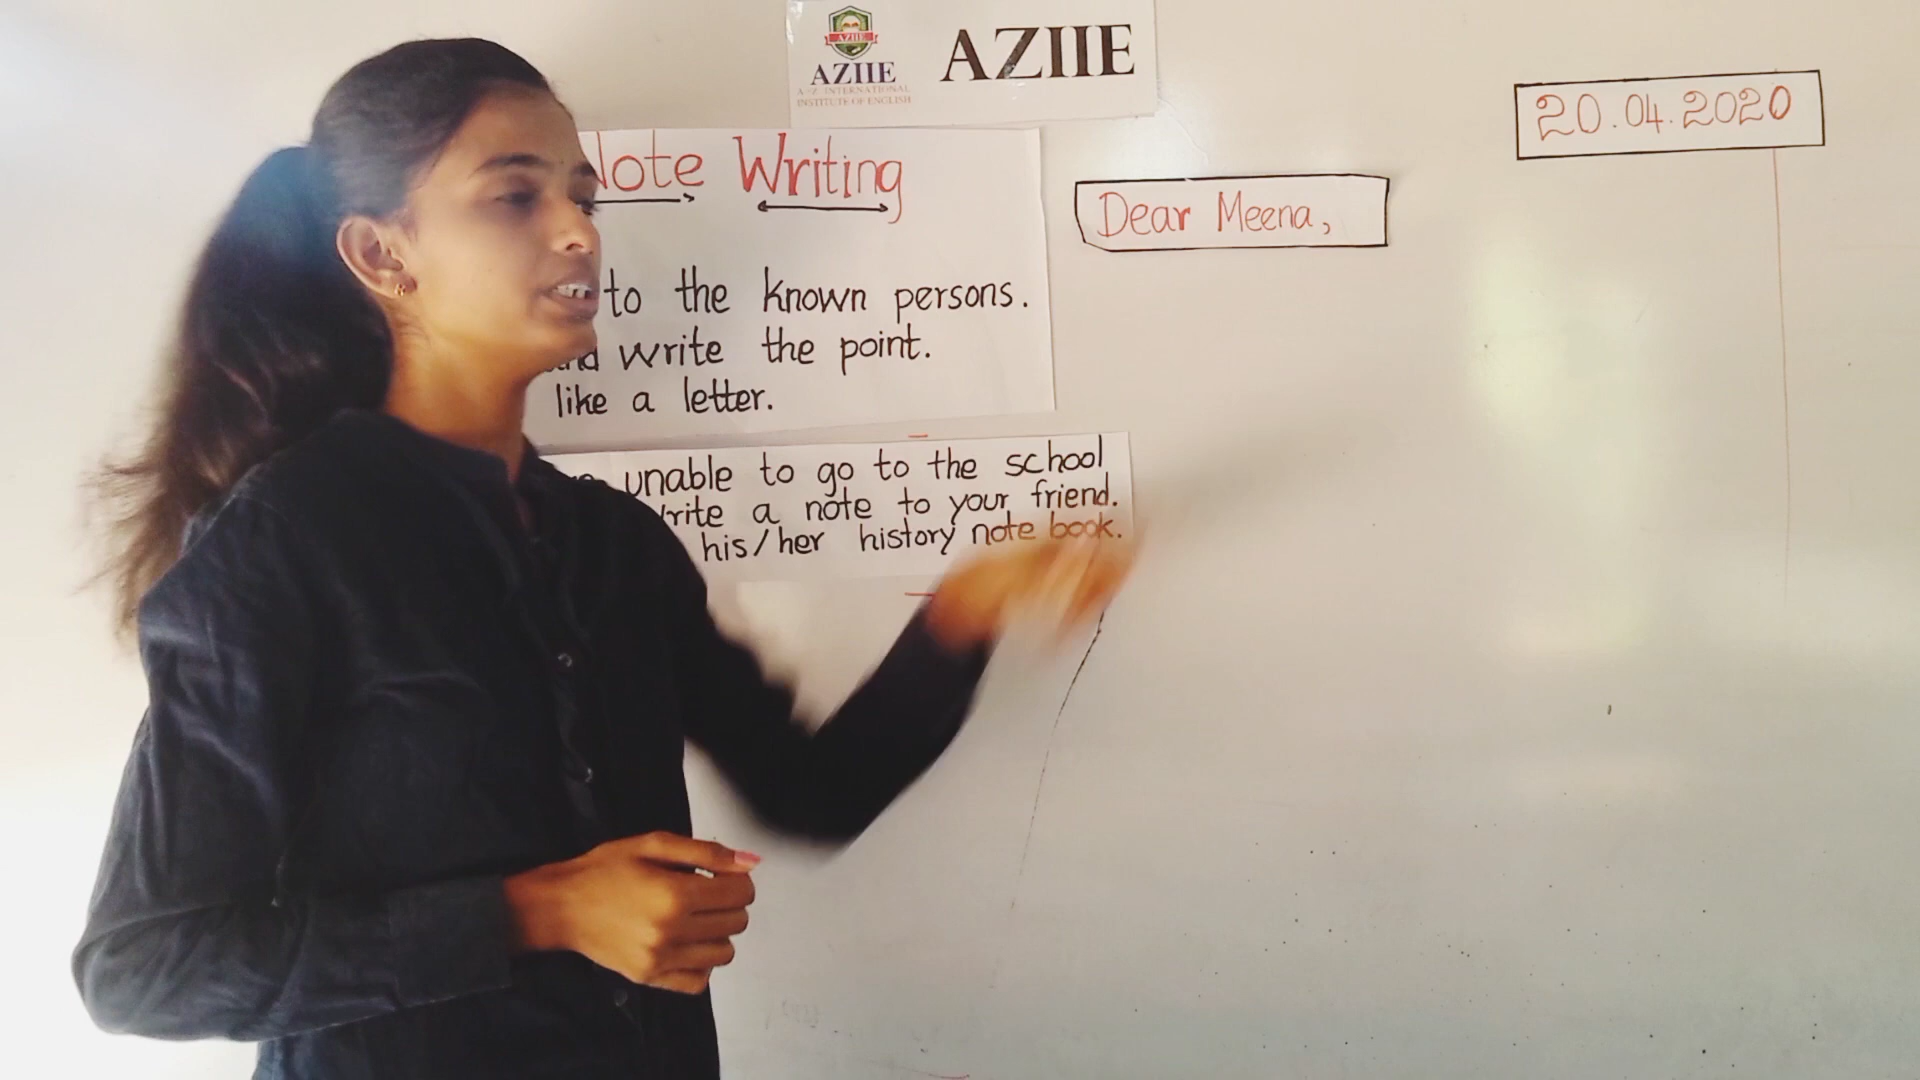 AZIIE
AZIIE
AZIIE
A-Z INTERNATIONAL
INSTITUTE OF ENGLISH
20.04.2020
Note Writing
Dear Meena,
to the known persons.
and write the point.
like a letter.
unable to go to the school
write a note to your friend.
his/her history note book.